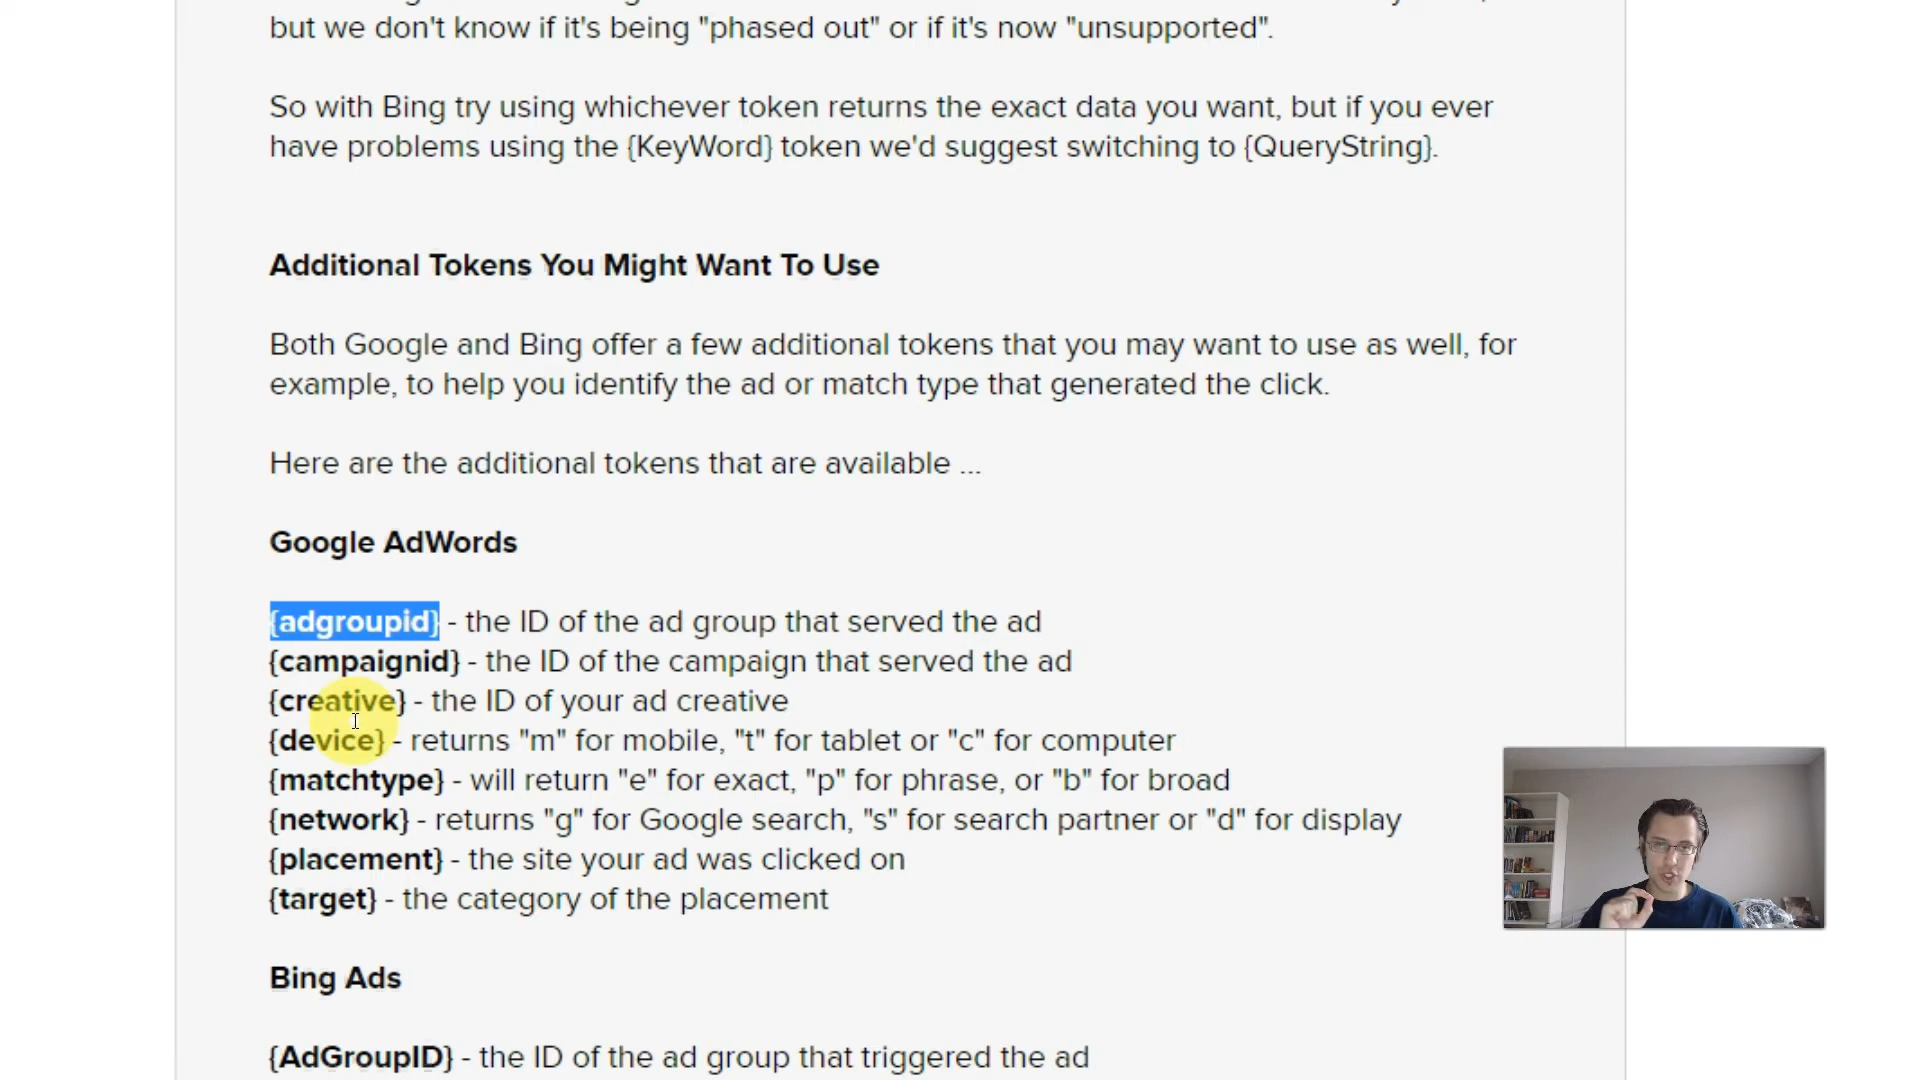 but we don't know if it's being "phased out" or if it's now "unsupported".
So with Bing try using whichever token returns the exact data you want, but if you ever
have problems using the {KeyWord} token we'd suggest switching to {QueryString}.
Additional Tokens You Might Want To Use
Both Google and Bing offer a few additional tokens that you may want to use as well, for
example, to help you identify the ad or match type that generated the click.
Here are the additional tokens that are available ...
Google AdWords
{adgroupid} - the ID of the ad group that served the ad
{campaignid} - the ID of the campaign that served the ad
{creative} - the ID of your ad creative
{device} - returns "m" for mobile, "t" for tablet or "c" for computer
{matchtype} - will return "e" for exact, "p" for phrase, or "b" for broad
{network} - returns "g" for Google search, "s" for search partner or "d" for display
{placement} - the site your ad was clicked on
{target} - the category of the placement
Bing Ads
{AdGroupID} - the ID of the ad group that triggered the ad